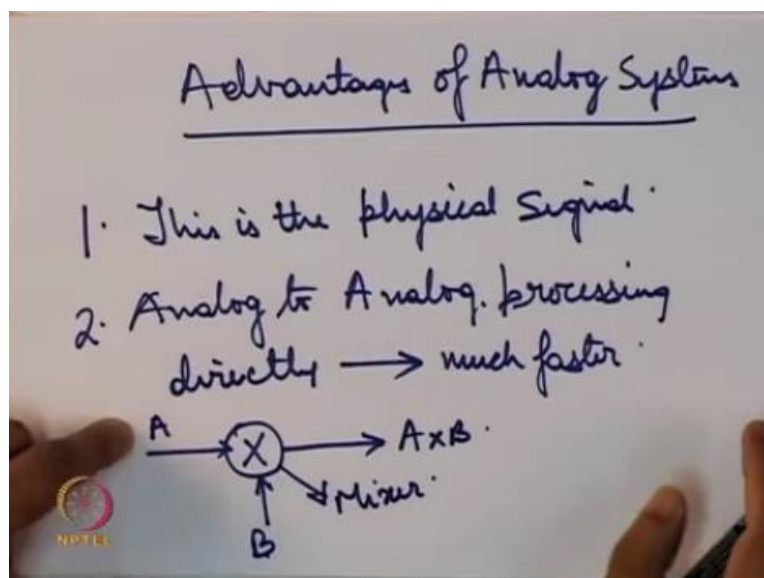 Advantages of Analog Systems
1. This is the physical Signal.
2. Analog to Analog. processing
directly → much faster.
A
X
A×B.
Mixer.
B
NPTEL